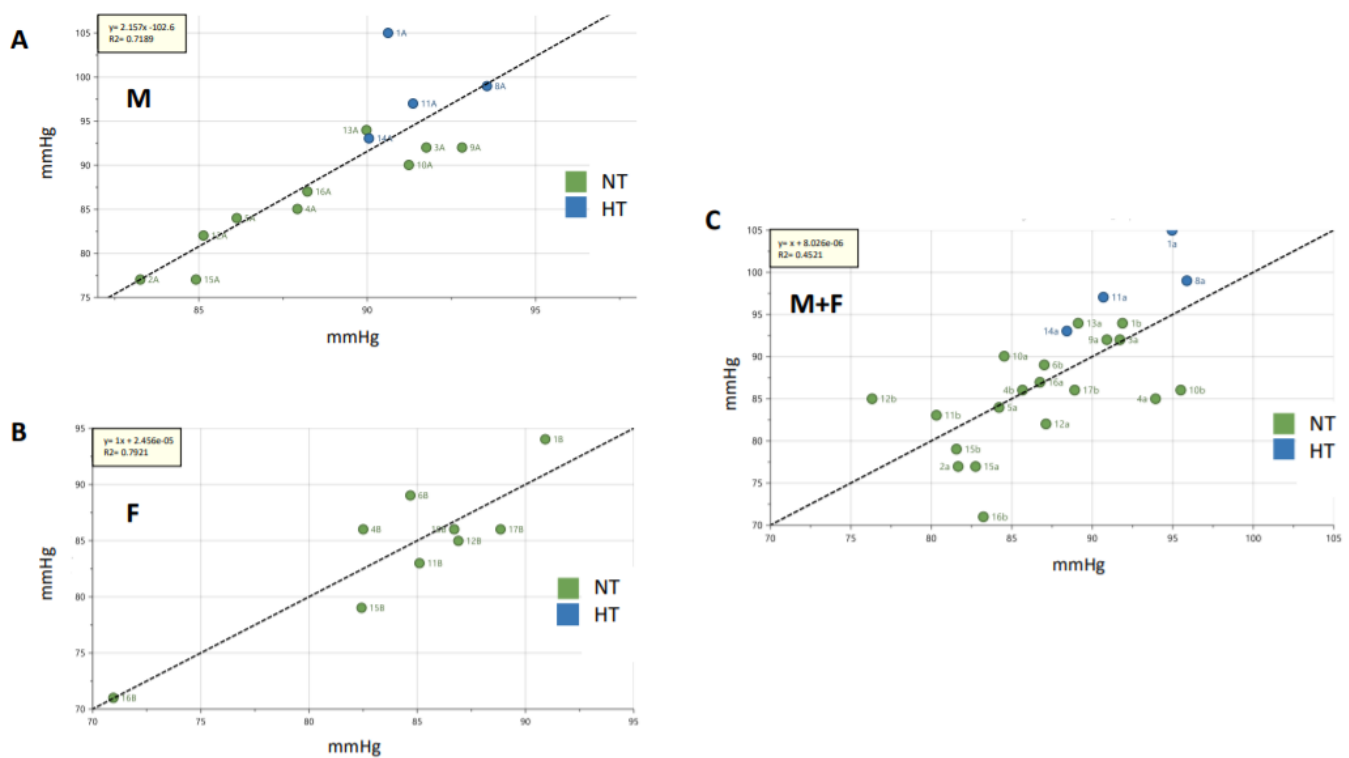 A
y= 2.157x -102.6
R2= 0.7189
M
105
100
95
90
85
80
75
mmHg
1A
8A
11A
13A
14A
3A
9A
10A
16A
4A
5A
12A
2A
15A
NT
HT
85
90
95
mmHg
B
y= 1x + 2.456e-05
R2= 0.7921
F
95
90
85
80
75
70
mmHg
1B
6B
4B
17B
12B
11B
15B
16B
NT
HT
70
75
80
85
90
95
mmHg
C
y= x + 8.026e-06
R2= 0.4521
M+F
105
100
95
90
85
80
75
70
mmHg
1a
8a
11a
14a
13a
1b
9a
10a
6b
4b
16a
17b
10b
12b
4a
5a
11b
12a
15b
2a
15a
16b
NT
HT
70
75
80
85
90
95
100
105
mmHg